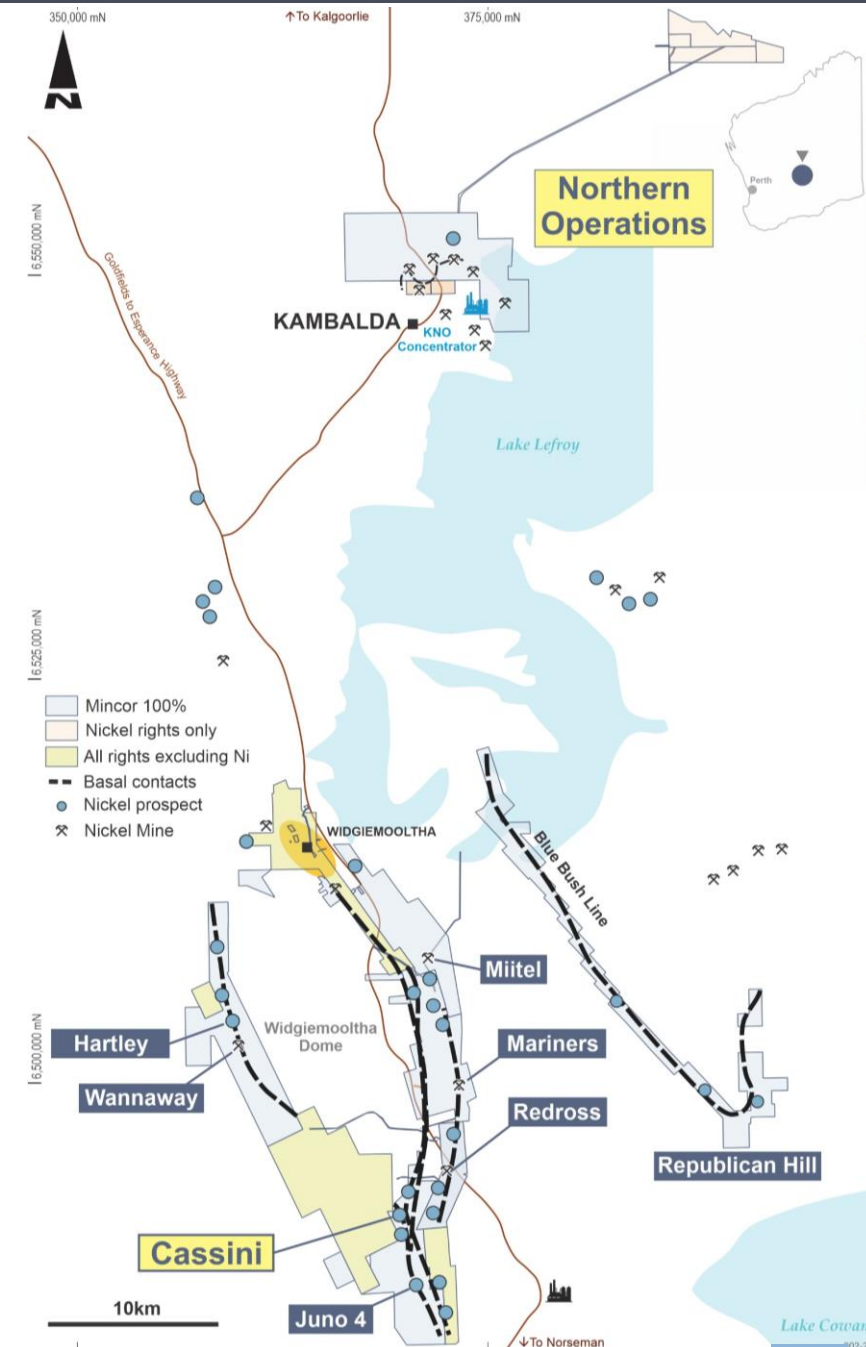 350,000 mN
To Kalgoorlie
375,000 mN
N
Perth
Northern
Operations
6,550,000 mN
Goldfields to Esperance Highway
KAMBALDA
KNO
Concentrator
Lake Lefroy
6,525,000 mN
Mincor 100%
Nickel rights only
All rights excluding Ni
Basal contacts
Nickel prospect
Nickel Mine
WIDGIEMOOLTHA
Blue Bush Line
Miitel
6,500,000 mN
Hartley
Widgiemooltha
Dome
Mariners
Wannaway
Redross
Republican Hill
Cassini
10km
Juno 4
Lake Cowan
To Norseman